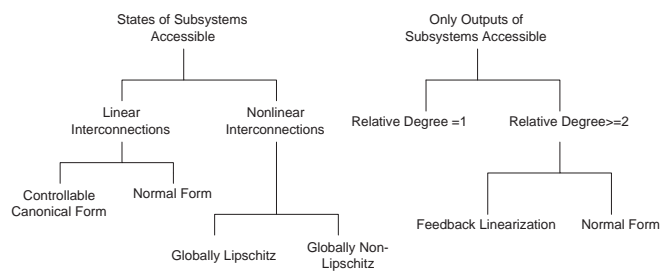 States of Subsystems
Accessible
Only Outputs of
Subsystems Accessible
Linear
Interconnections
Nonlinear
Interconnections
Relative Degree =1
Relative Degree>=2
Controllable
Canonical Form
Normal Form
Globally Lipschitz
Globally Non-
Lipschitz
Feedback Linearization
Normal Form